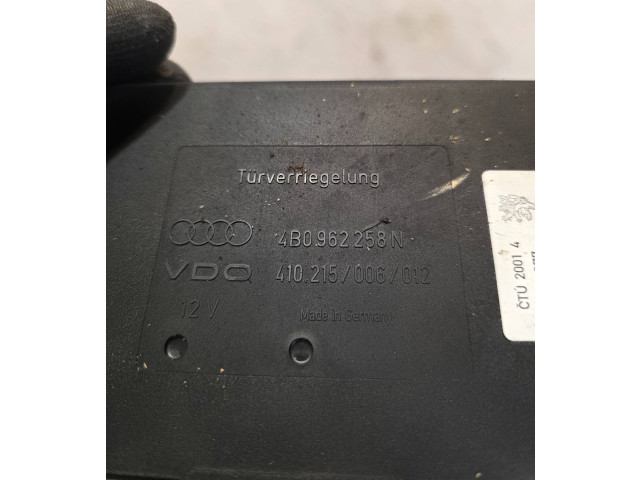 Türverriegelung
4B0.962 258 N
VDO 410.215/006/012
12 V Made in Germany
ČTÚ 2001 4